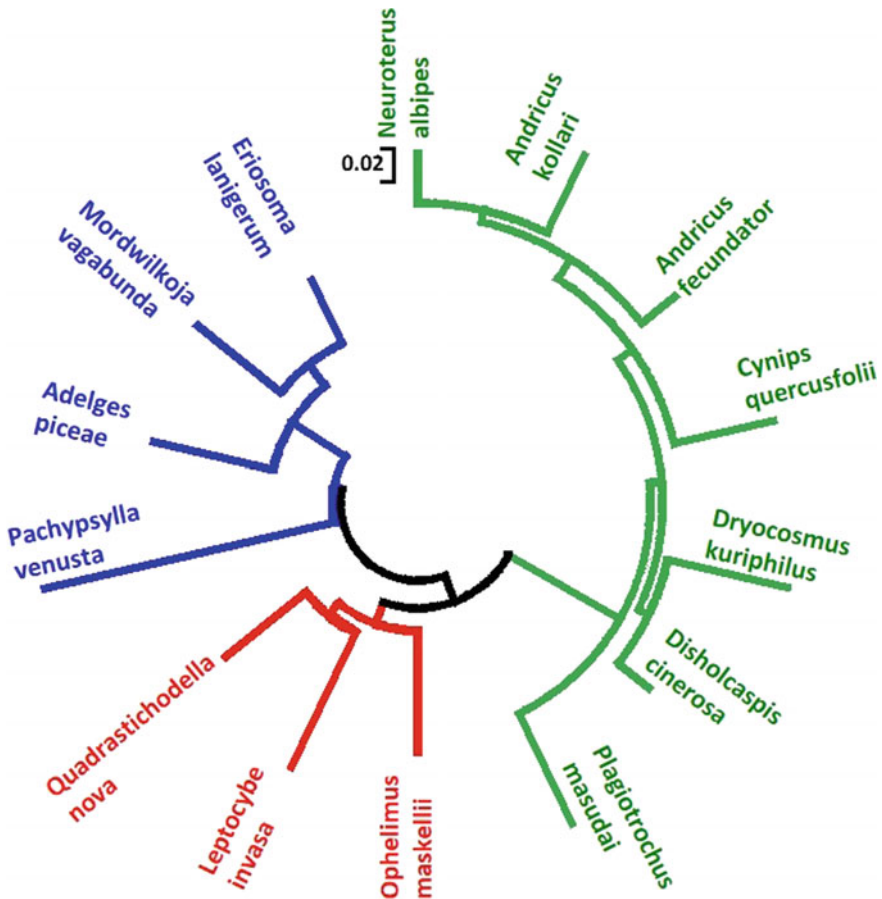 Neuroterus
albipes
0.02
Andricus
kollari
Andricus
fecundator
Cynips
quercusfolii
Dryocosmus
kuriphilus
Disholcaspis
cinerosa
Plagiotrochus
masudai
Ophelimus
maskellii
Leptocybe
invasa
Quadrastichodella
nova
Pachypsylla
venusta
Adelges
piceae
Mordwilkoja
vagabunda
Eriosoma
lanigerum